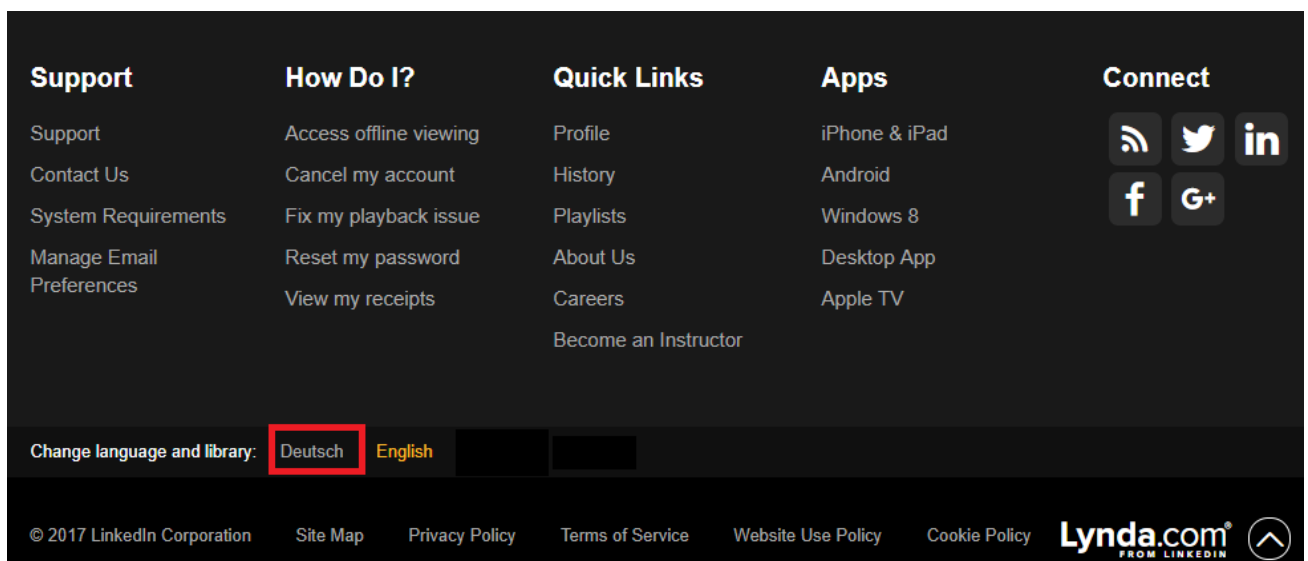 Support
Support
Contact Us
System Requirements
Manage Email
Preferences
How Do I?
Access offline viewing
Cancel my account
Fix my playback issue
Reset my password
View my receipts
Quick Links
Profile
History
Playlists
About Us
Careers
Become an Instructor
Apps
iPhone & iPad
Android
Windows 8
Desktop App
Apple TV
Connect
in
f
G+
Change language and library: Deutsch English
© 2017 LinkedIn Corporation Site Map Privacy Policy Terms of Service Website Use Policy Cookie Policy Lynda.com®
FROM LINKEDIN